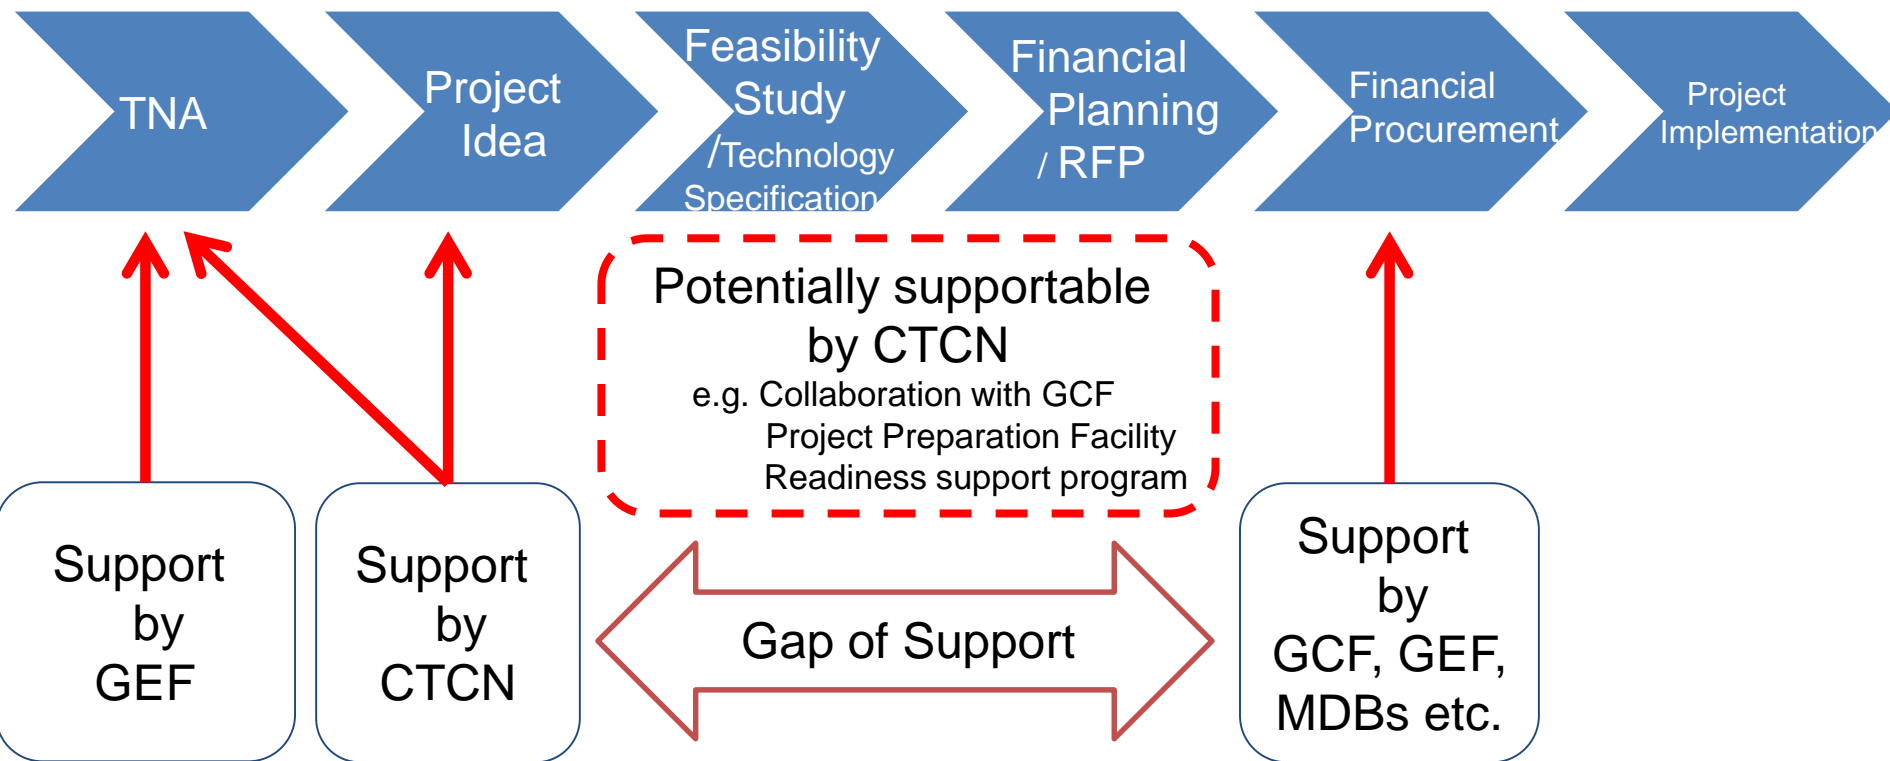 TNA
Project
Idea
Feasibility
Study
/Technology
Specification
Financial
Planning
/ RFP
Financial
Procurement
Project
Implementation
Potentially supportable
by CTCN
e.g. Collaboration with GCF
Project Preparation Facility
Readiness support program
Support
by
GEF
Support
by
CTCN
Gap of Support
Support
by
GCF, GEF,
MDBs etc.